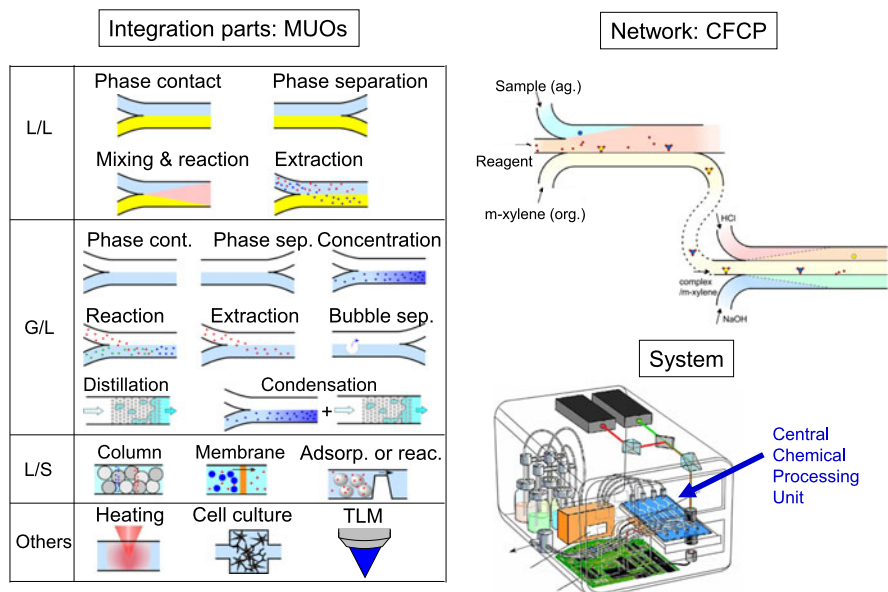 Integration parts: MUOs
L/L
Phase contact
Phase separation
Mixing & reaction
Extraction
G/L
Phase cont.
Phase sep.
Concentration
Reaction
Extraction
Bubble sep.
Distillation
Condensation
+
L/S
Column
Membrane
Adsorp. or reac.
Others
Heating
Cell culture
TLM
Network: CFCP
Sample (ag.)
Reagent
m-xylene (org.)
HCl
complex
/m-xylene
NaOH
System
Central
Chemical
Processing
Unit